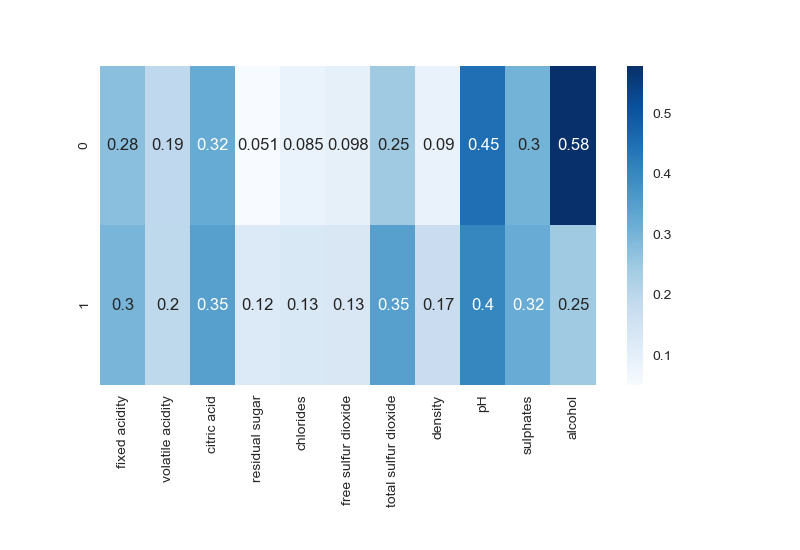 0 0.28 0.19 0.32 0.051 0.085 0.098 0.25 0.09 0.45 0.3 0.58
1 0.3 0.2 0.35 0.12 0.13 0.13 0.35 0.17 0.4 0.32 0.25
fixed acidity
volatile acidity
citric acid
residual sugar
chlorides
free sulfur dioxide
total sulfur dioxide
density
pH
sulphates
alcohol
0.5
0.4
0.3
0.2
0.1